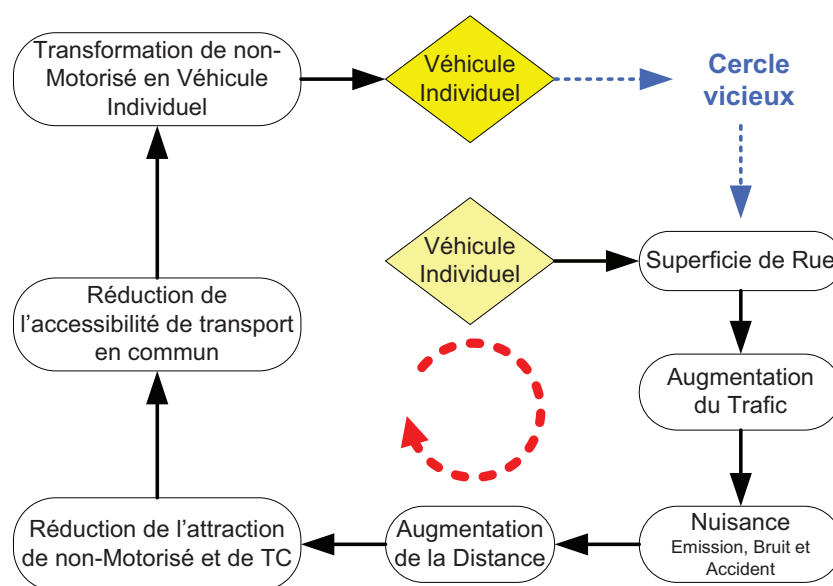 Transformation de non-
Motorisé en Véhicule
Individuel
Véhicule
Individuel
Cercle
vicieux
Véhicule
Individuel
Superficie de Rue
Réduction de
l’accessibilité de transport
en commun
Augmentation
du Trafic
Réduction de l’attraction
de non-Motorisé et de TC
Augmentation
de la Distance
Nuisance
Emission, Bruit et
Accident